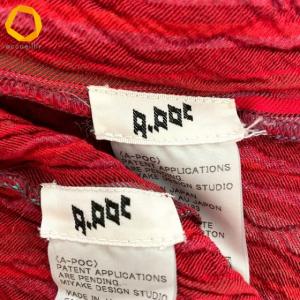 accueillir
A.POC
(A-POC)
PATENT APPLICATIONS
ARE PENDING.
MIYAKE DESIGN STUDIO
A.POC
(A-POC)
PATENT APPLICATIONS
ARE PENDING.
MIYAKE DESIGN STUDIO
MADE IN